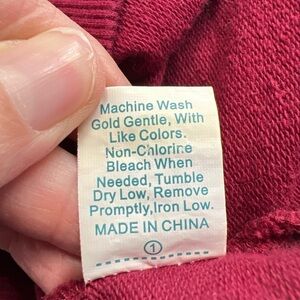 Machine Wash
Gold Gentle, With
Like Colors.
Non-Chlorine
Bleach When
Needed, Tumble
Dry Low, Remove
Promptly,Iron Low.
MADE IN CHINA
1